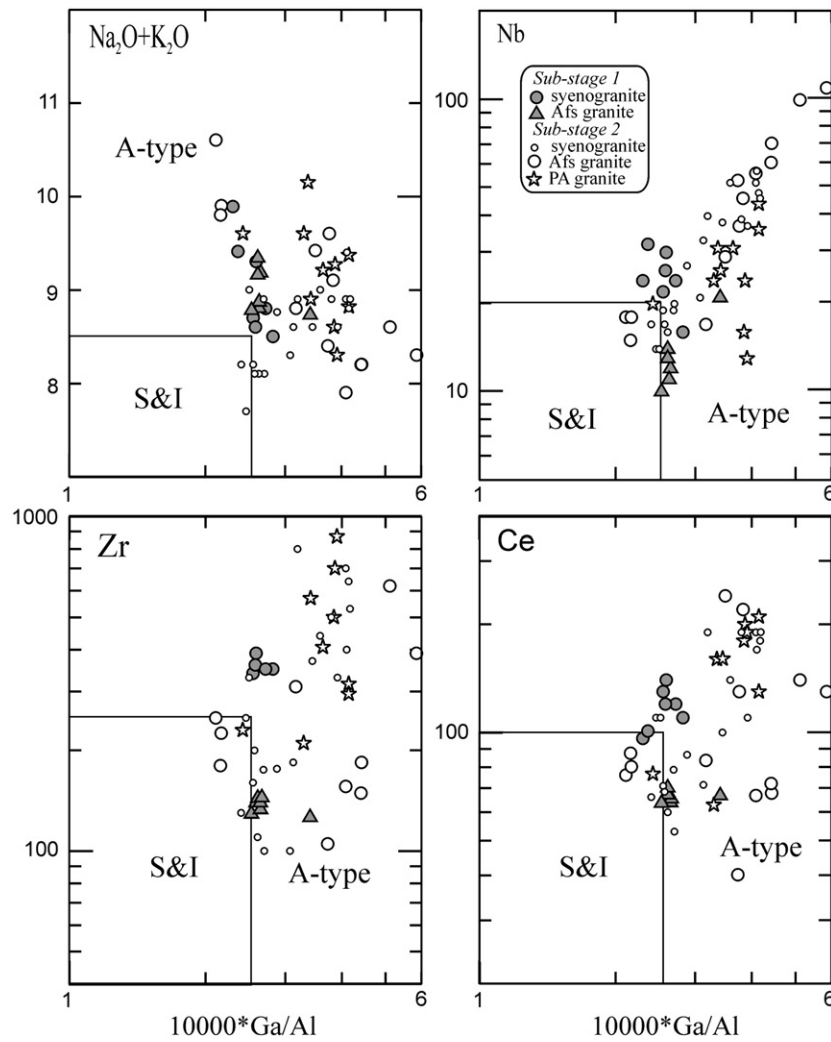 Na₂O+K₂O
11
10
9
8
A-type
S&I
1
6
Nb
100
10
Sub-stage 1
syenogranite
Afs granite
Sub-stage 2
syenogranite
Afs granite
PA granite
S&I
A-type
1
6
Zr
1000
100
S&I
A-type
1
6
10000*Ga/Al
Ce
100
S&I
A-type
1
6
10000*Ga/Al